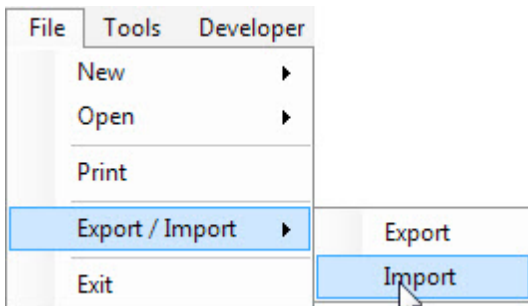 File Tools Developer
New
Open
Print
Export / Import
Export
Exit
Import